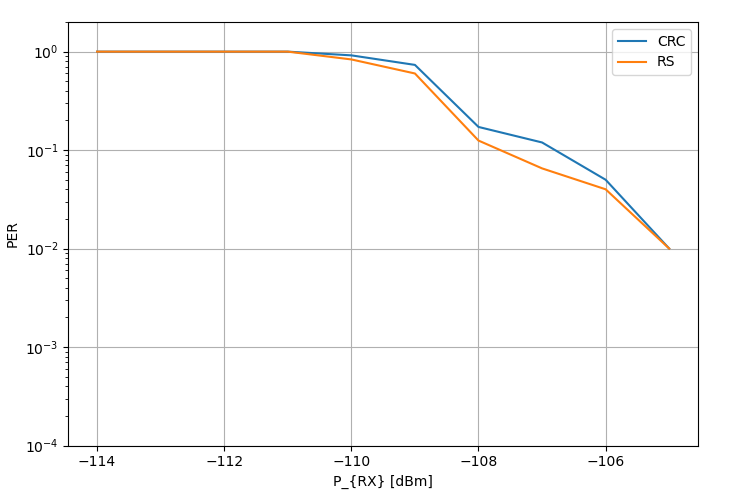 CRC
RS
10⁰
10⁻¹
10⁻²
10⁻³
10⁻⁴
PER
−114 −112 −110 −108 −106
P_{RX} [dBm]